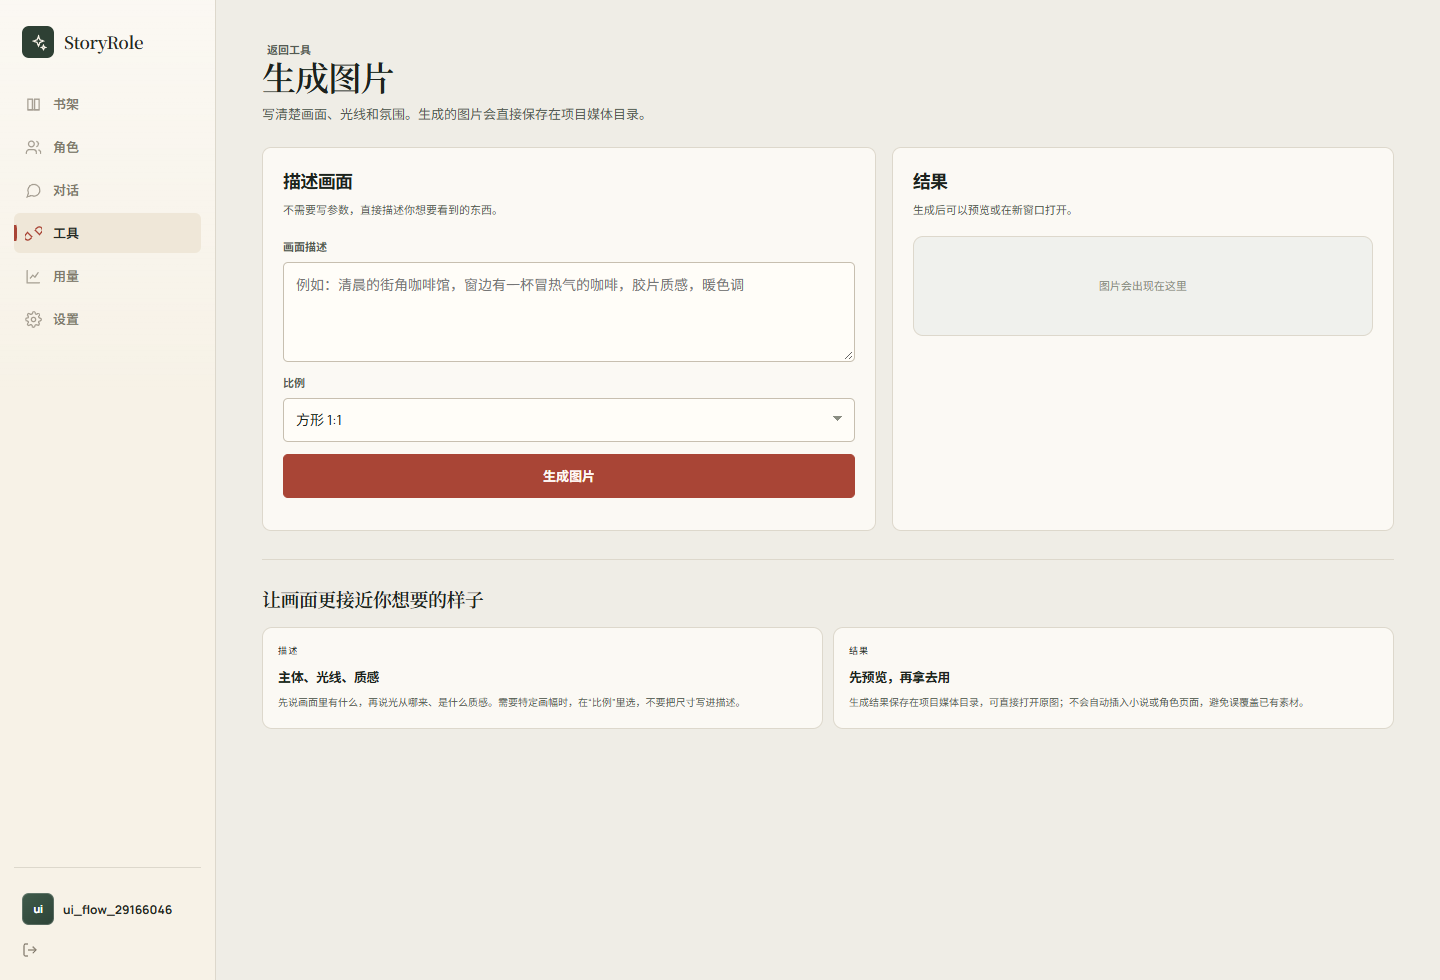 StoryRole
书架
角色
对话
工具
用量
设置
ui
ui_flow_29166046
返回工具
生成图片
写清楚画面、光线和氛围。生成的图片会直接保存在项目媒体目录。
描述画面
不需要写参数，直接描述你想要看到的东西。
画面描述
例如：清晨的街角咖啡馆，窗边有一杯冒热气的咖啡，胶片质感，暖色调
比例
方形 1:1
生成图片
结果
生成后可以预览或在新窗口打开。
图片会出现在这里
让画面更接近你想要的样子
描述
主体、光线、质感
先说画面里有什么，再说光从哪来、是什么质感。需要特定画幅时，在“比例”里选，不要把尺寸写进描述。
结果
先预览，再拿去用
生成结果保存在项目媒体目录，可直接打开原图；不会自动插入小说或角色页面，避免误覆盖已有素材。